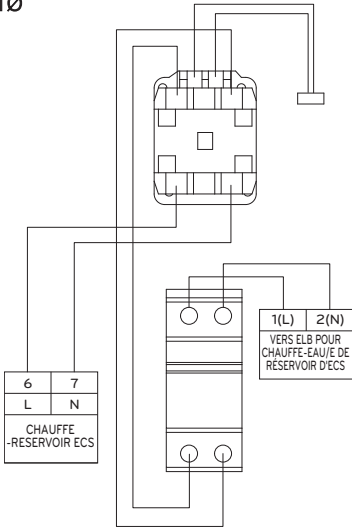 1Ø
1(L) 2(N)
VERS ELB POUR
CHAUFFE-EAU/E DE
RÉSERVOIR D'ECS
6 7
L N
CHAUFFE
-RESERVOIR ECS